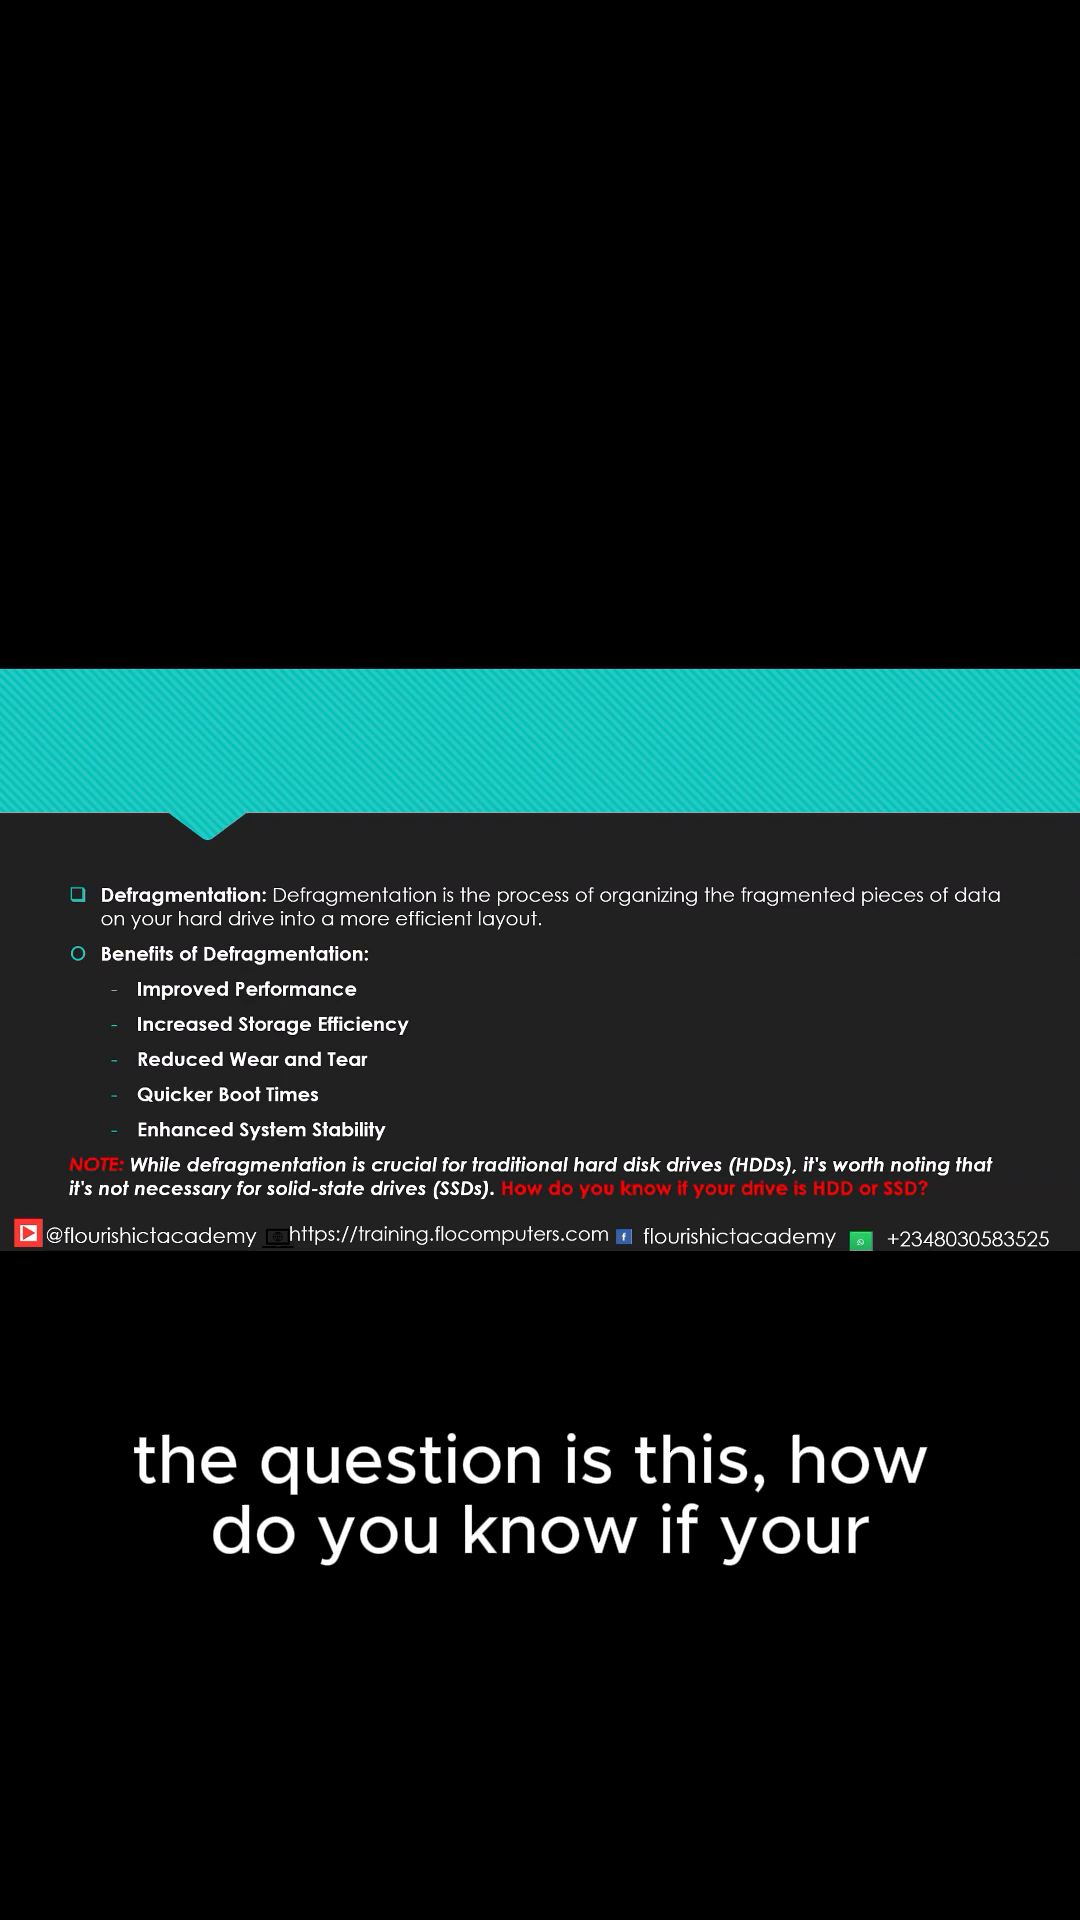 ❑ Defragmentation: Defragmentation is the process of organizing the fragmented pieces of data
on your hard drive into a more efficient layout.
O Benefits of Defragmentation:
- Improved Performance
- Increased Storage Efficiency
- Reduced Wear and Tear
- Quicker Boot Times
- Enhanced System Stability
NOTE: While defragmentation is crucial for traditional hard disk drives (HDDs), it's worth noting that
it's not necessary for solid-state drives (SSDs). How do you know if your drive is HDD or SSD?
@flourishictacademy https://training.flocomputers.com flourishictacademy +2348030583525
the question is this, how
do you know if your